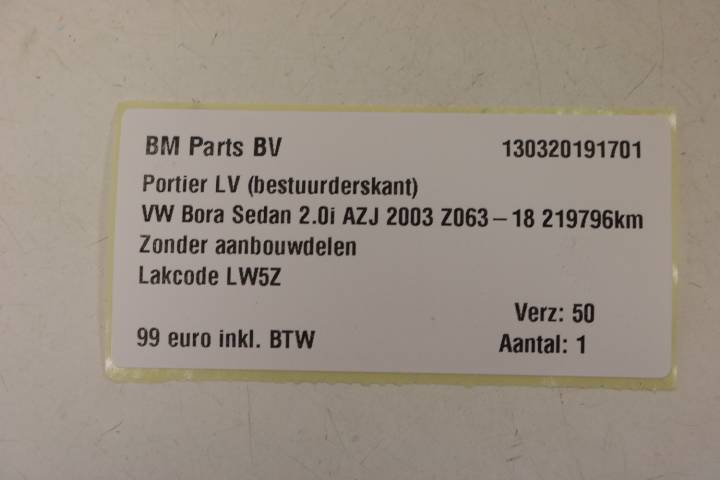 BM Parts BV 130320191701
Portier LV (bestuurderskant)
VW Bora Sedan 2.0i AZJ 2003 Z063-18 219796km
Zonder aanbouwdelen
Lakcode LW5Z
Verz: 50
99 euro inkl. BTW Aantal: 1